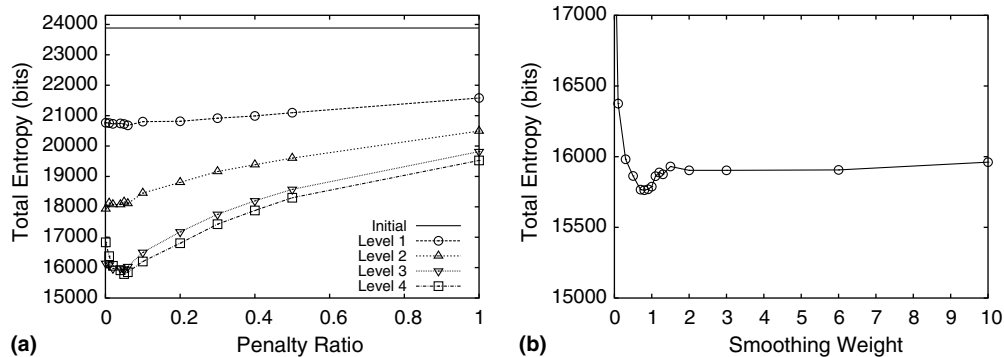 24000
23000
22000
21000
20000
19000
18000
17000
16000
15000
Total Entropy (bits)
0
0.2
0.4
0.6
0.8
1
Penalty Ratio
Initial
Level 1
Level 2
Level 3
Level 4
(a)
17000
16500
16000
15500
15000
Total Entropy (bits)
0 1 2 3 4 5 6 7 8 9 10
Smoothing Weight
(b)